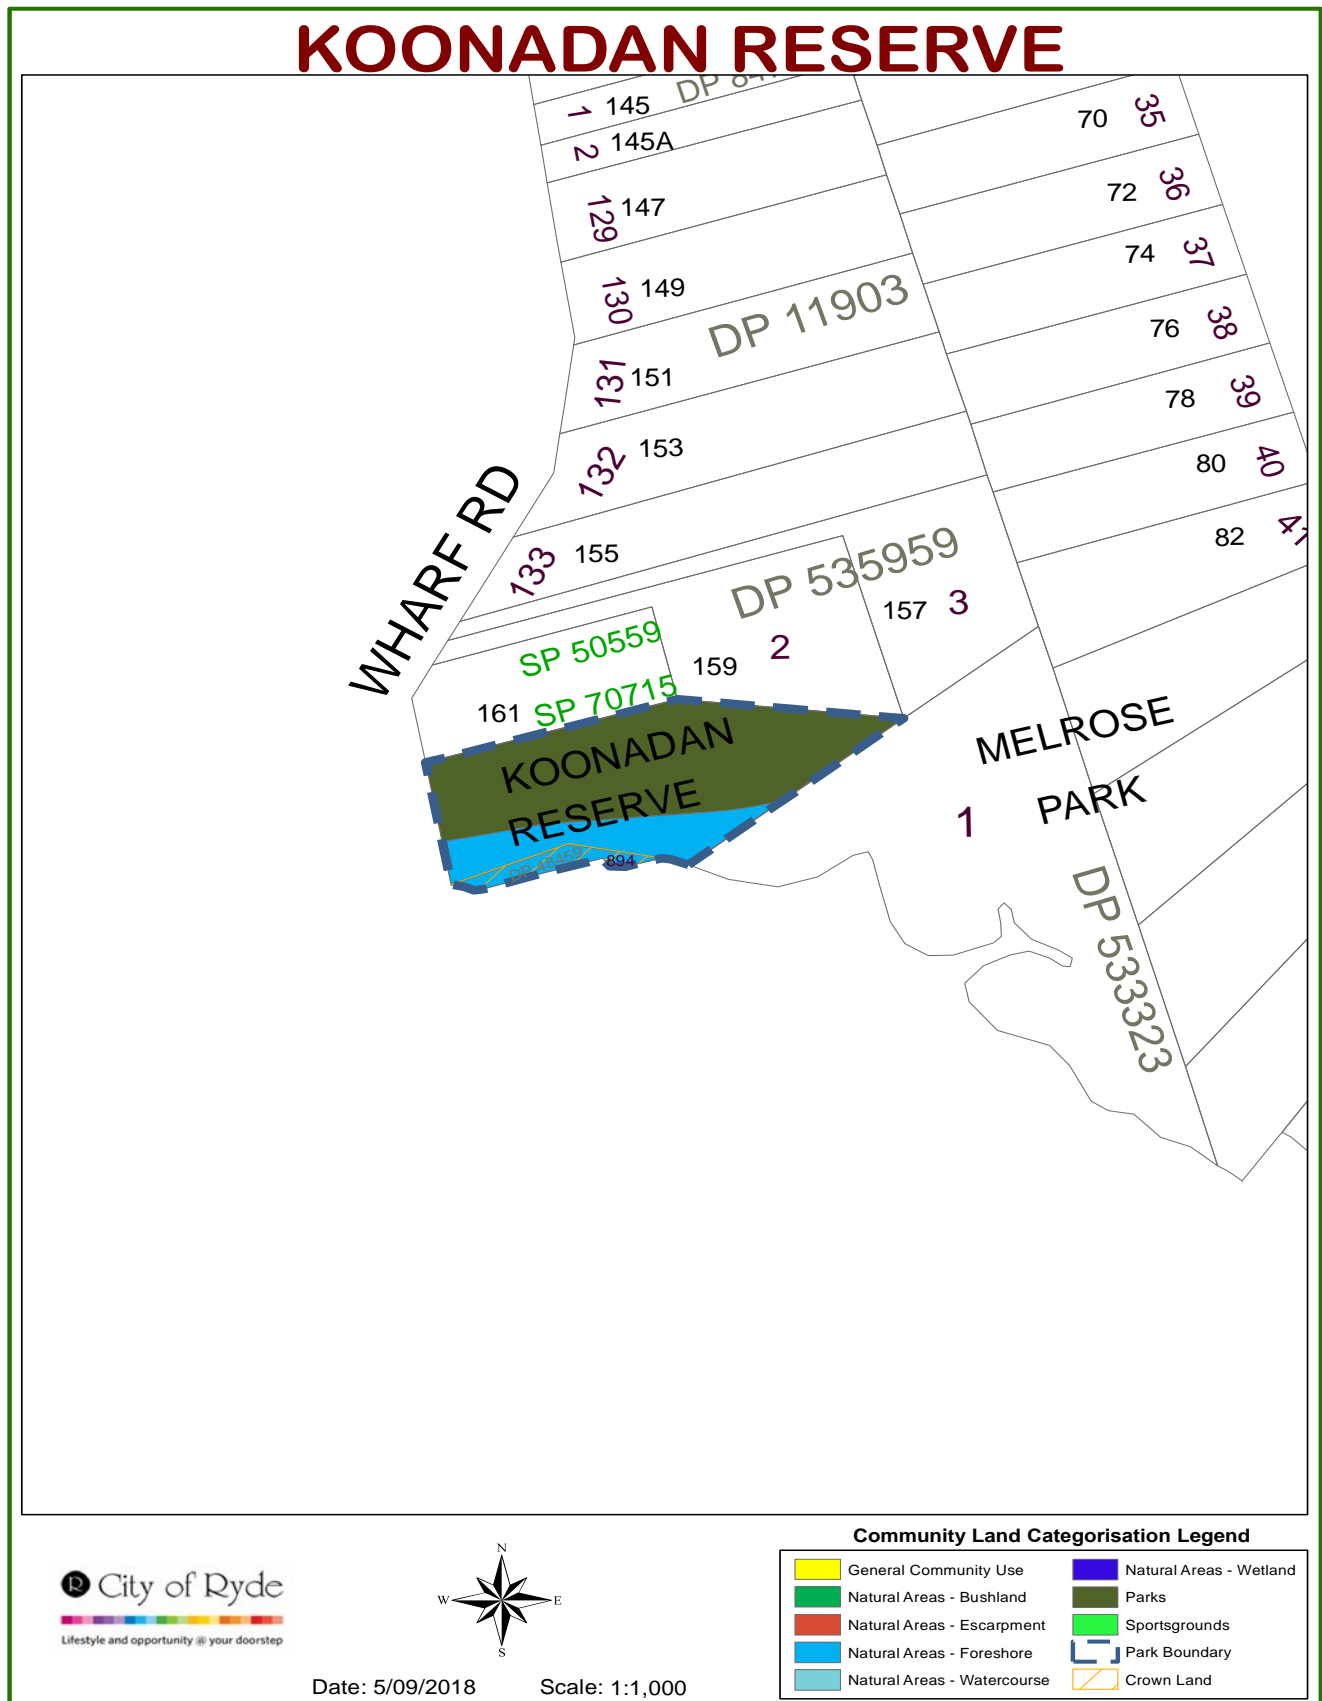 KOONADAN RESERVE
1 145
2 145A
129 147
130 149
131 151
132 153
133 155
DP 11903
70 35
72 36
74 37
76 38
78 39
80 40
82 41
WHARF RD
DP 535959
157 3
159 2
SP 50559
161 SP 70715
KOONADAN
RESERVE
DP 48459 894
MELROSE
PARK
1
DP 533323
R City of Ryde
Lifestyle and opportunity @ your doorstep
N
W E
S
Date: 5/09/2018 Scale: 1:1,000
Community Land Categorisation Legend
General Community Use
Natural Areas - Bushland
Natural Areas - Escarpment
Natural Areas - Foreshore
Natural Areas - Watercourse
Natural Areas - Wetland
Parks
Sportsgrounds
Park Boundary
Crown Land